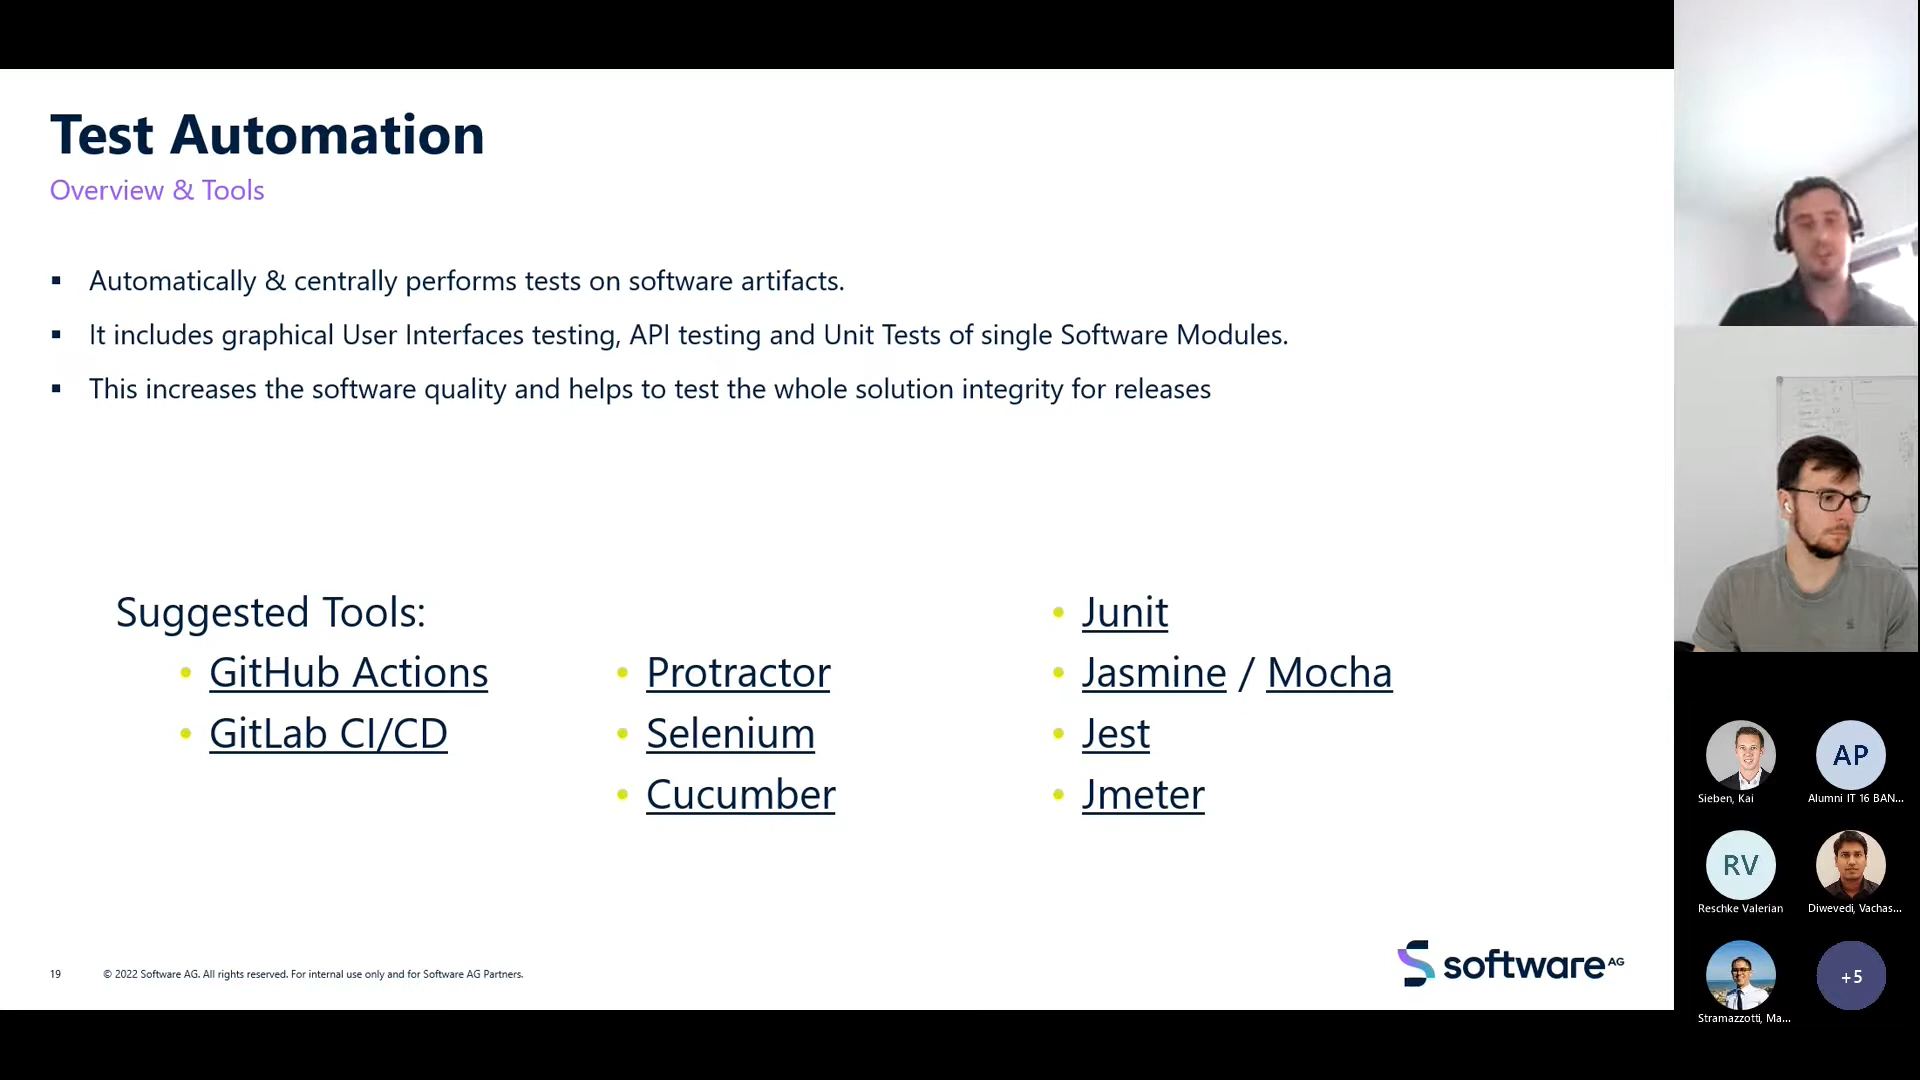 Test Automation
Overview & Tools
▪ Automatically & centrally performs tests on software artifacts.
▪ It includes graphical User Interfaces testing, API testing and Unit Tests of single Software Modules.
▪ This increases the software quality and helps to test the whole solution integrity for releases
Suggested Tools:
• GitHub Actions
• GitLab CI/CD
• Protractor
• Selenium
• Cucumber
• Junit
• Jasmine / Mocha
• Jest
• Jmeter
19 © 2022 Software AG. All rights reserved. For internal use only and for Software AG Partners.
software AG
Sieben, Kai
AP
Alumni IT 16 BAN...
RV
Reschke Valerian
Diwevedi, Vachas...
Stramazzotti, Ma...
+5